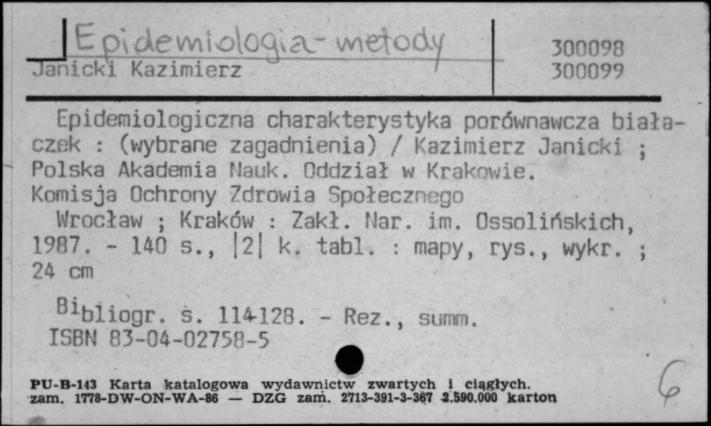 Epidemiologia - metody
300098
Janicki Kazimierz
300099
Epidemiologiczna charakterystyka porównawcza biała-
czek : (wybrane zagadnienia) / Kazimierz Janicki ;
Polska Akademia Nauk. Oddział w Krakowie.
Komisja Ochrony Zdrowia Społecznego
Wrocław ; Kraków : Zakł. Nar. im. Ossolińskich,
1987. - 140 s., |2| k. tabl. : mapy, rys., wykr. ;
24 cm
Bibliogr. s. 114-128. - Rez., summ.
ISBN 83-04-02758-5
PU-B-143 Karta katalogowa wydawnictw zwartych i ciągłych.
zam. 1778-DW-ON-WA-86 — DZG zam. 2713-391-3-367 2.590.000 karton
6